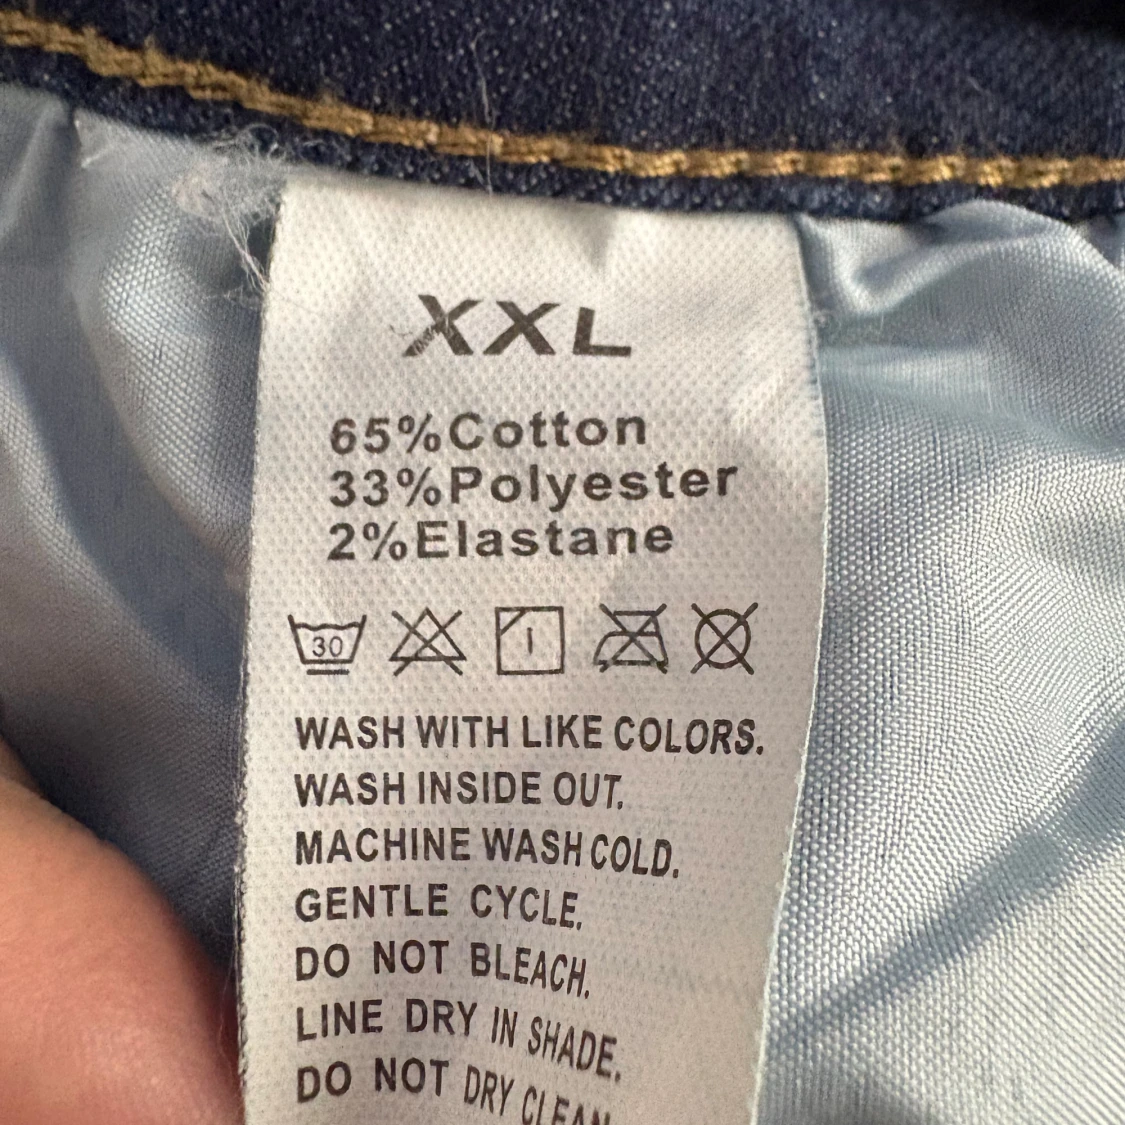 XXL
65%Cotton
33%Polyester
2%Elastane
30
WASH WITH LIKE COLORS.
WASH INSIDE OUT.
MACHINE WASH COLD.
GENTLE CYCLE.
DO NOT BLEACH.
LINE DRY IN SHADE.
DO NOT DRY CLEAN